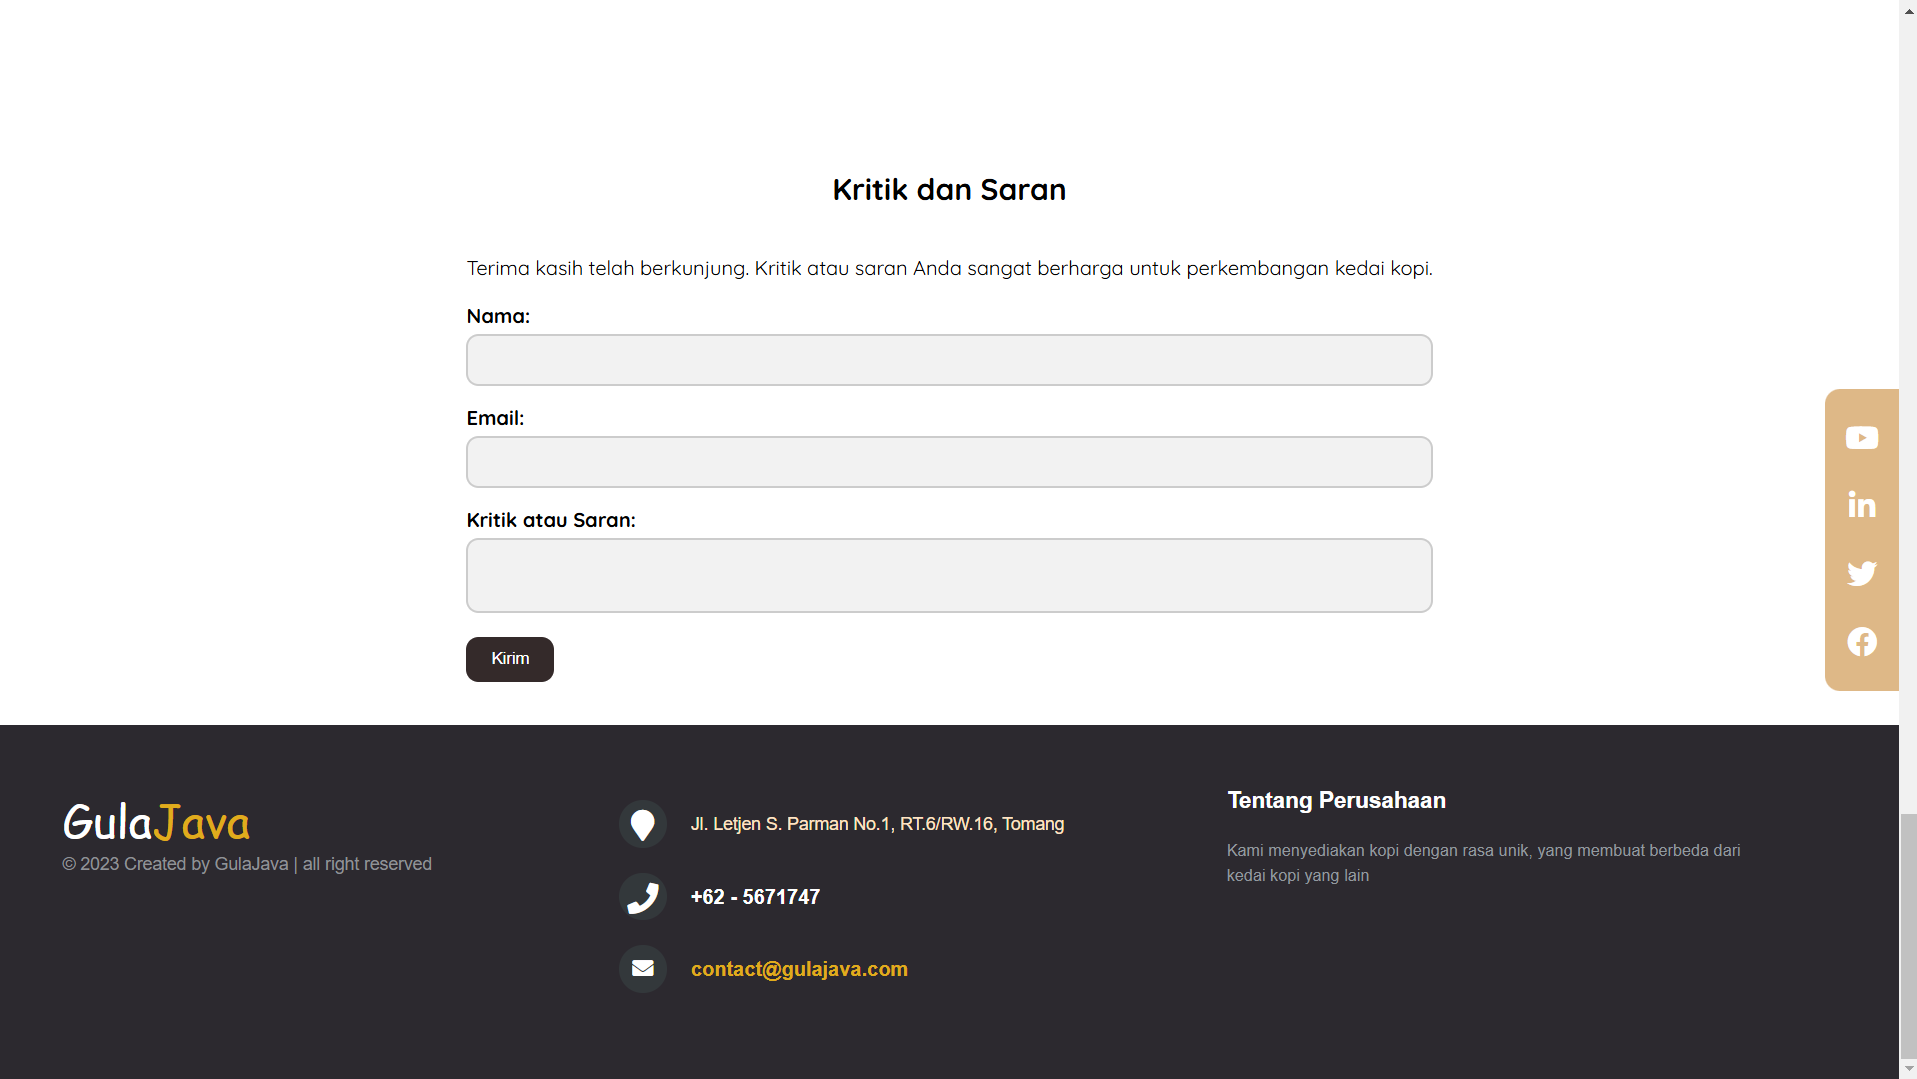 Kritik dan Saran
Terima kasih telah berkunjung. Kritik atau saran Anda sangat berharga untuk perkembangan kedai kopi.
Nama:
Email:
Kritik atau Saran:
Kirim
GulaJava
© 2023 Created by GulaJava | all right reserved
Jl. Letjen S. Parman No.1, RT.6/RW.16, Tomang
+62 - 5671747
contact@gulajava.com
Tentang Perusahaan
Kami menyediakan kopi dengan rasa unik, yang membuat berbeda dari
kedai kopi yang lain